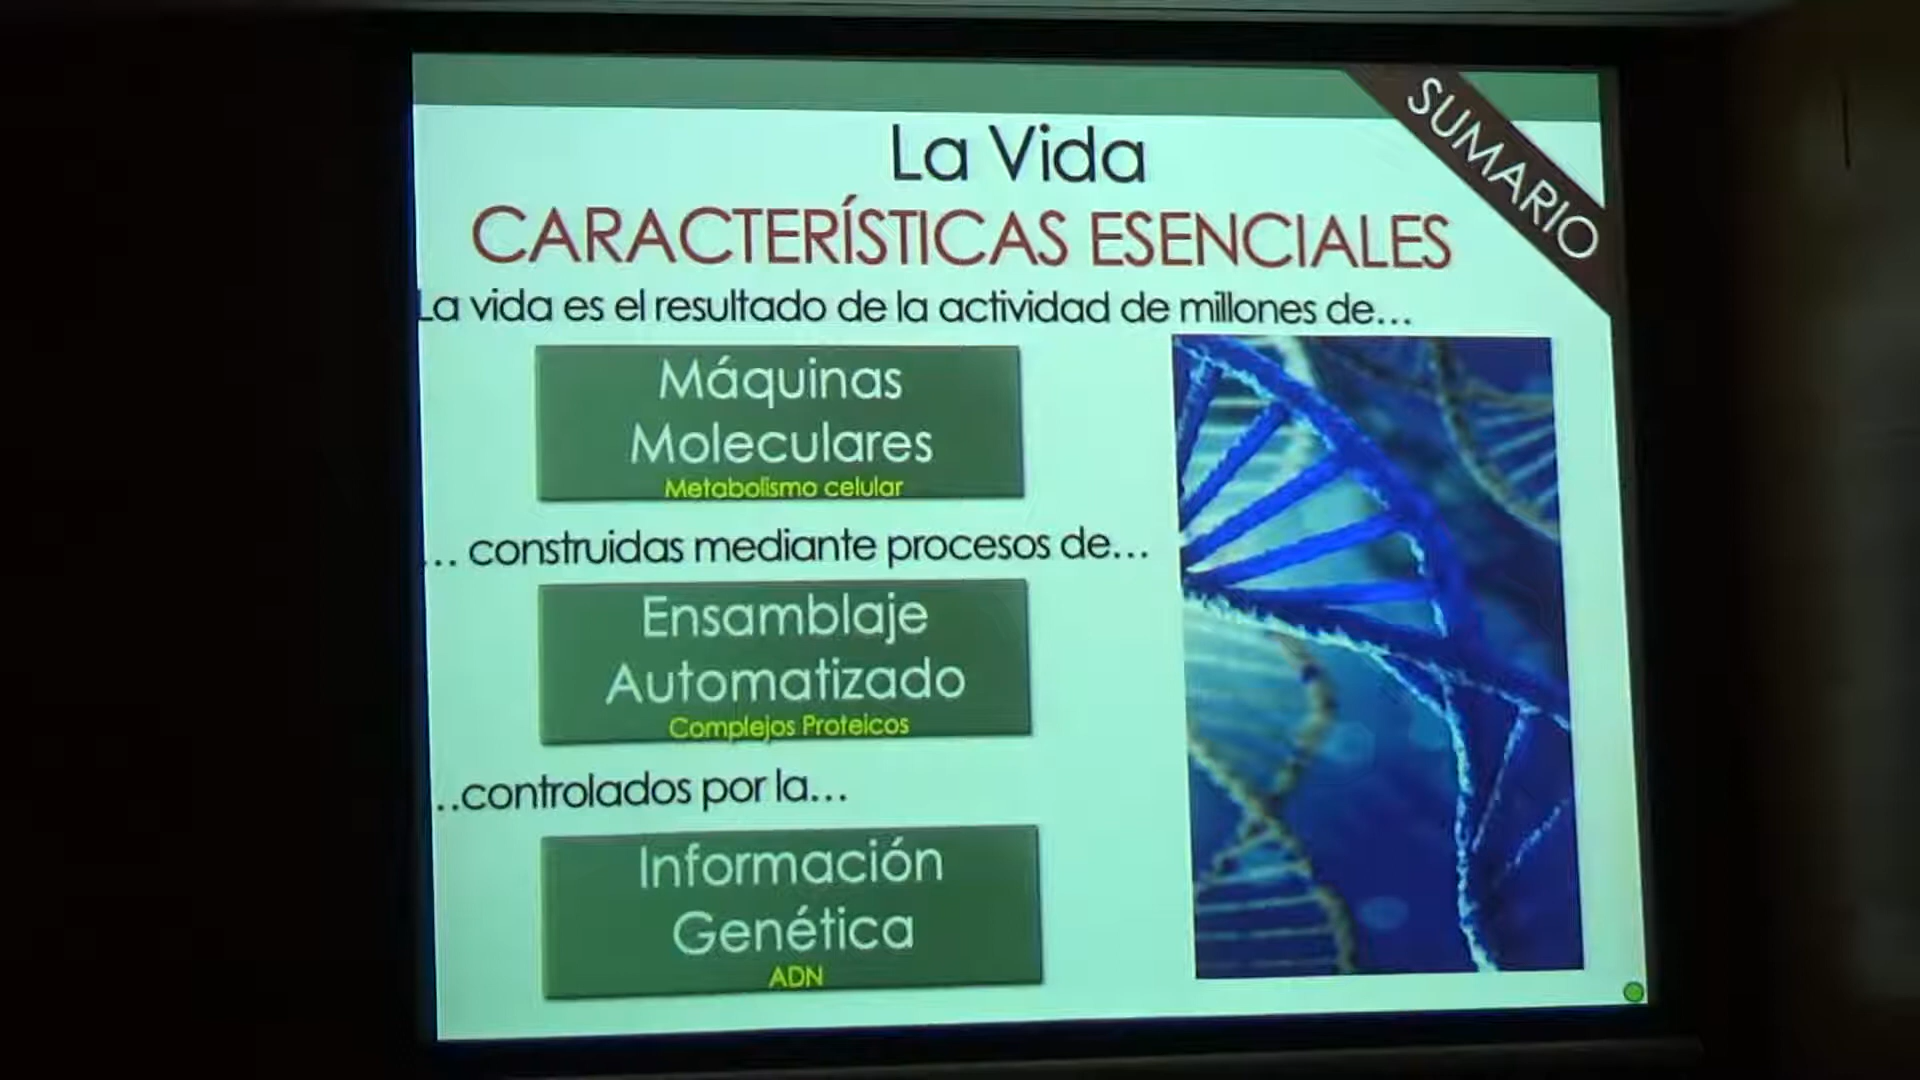 SUMARIO
La Vida
CARACTERÍSTICAS ESENCIALES
La vida es el resultado de la actividad de millones de...
Máquinas
Moleculares
Metabolismo celular
... construidas mediante procesos de...
Ensamblaje
Automatizado
Complejos Proteicos
...controlados por la...
Información
Genética
ADN